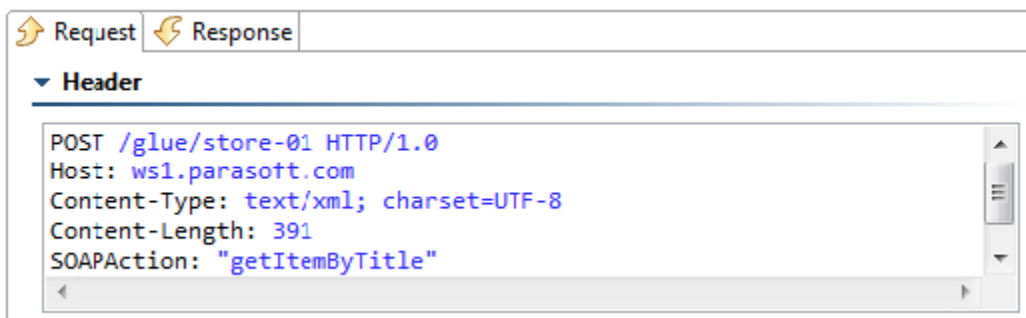 Request Response
Header
POST /glue/store-01 HTTP/1.0
Host: ws1.parasoft.com
Content-Type: text/xml; charset=UTF-8
Content-Length: 391
SOAPAction: "getItemByTitle"